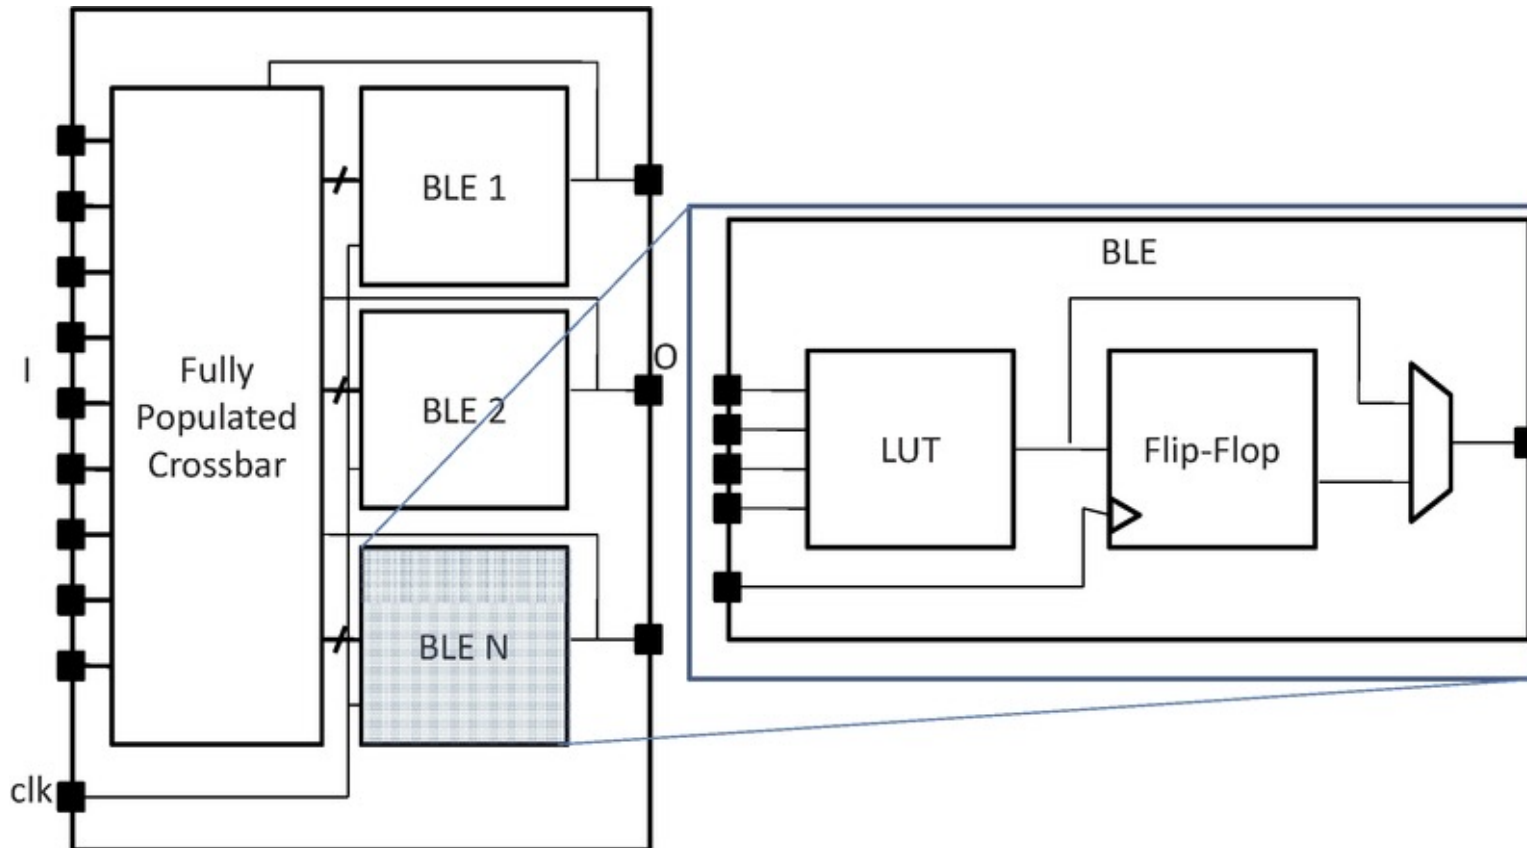 I
Fully
Populated
Crossbar
BLE 1
BLE 2
BLE N
O
clk
BLE
LUT
Flip-Flop